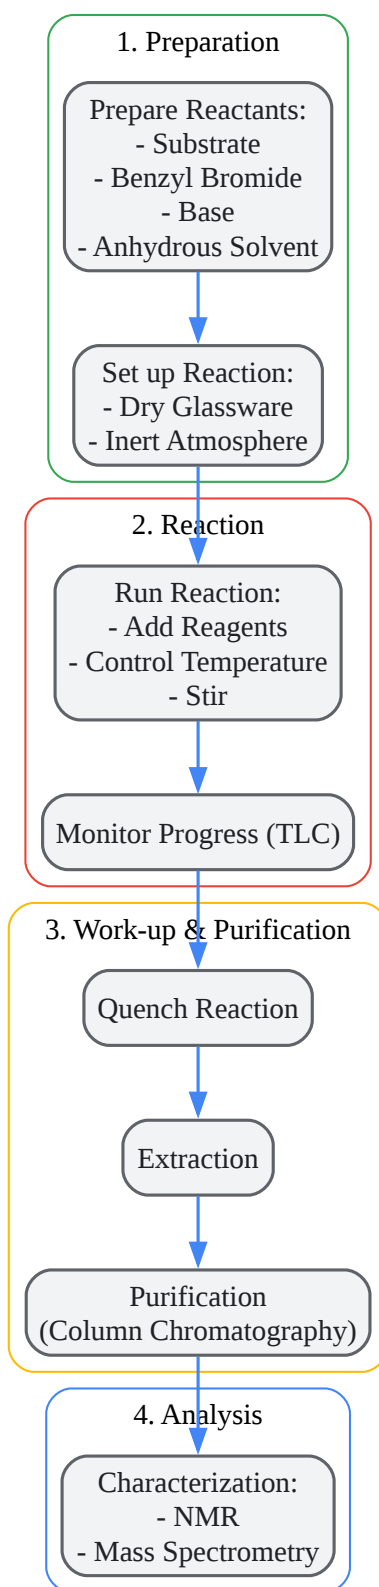 1. Preparation
Prepare Reactants:
- Substrate
- Benzyl Bromide
- Base
- Anhydrous Solvent
Set up Reaction:
- Dry Glassware
- Inert Atmosphere
2. Reaction
Run Reaction:
- Add Reagents
- Control Temperature
- Stir
Monitor Progress (TLC)
3. Work-up & Purification
Quench Reaction
Extraction
Purification
(Column Chromatography)
4. Analysis
Characterization:
- NMR
- Mass Spectrometry